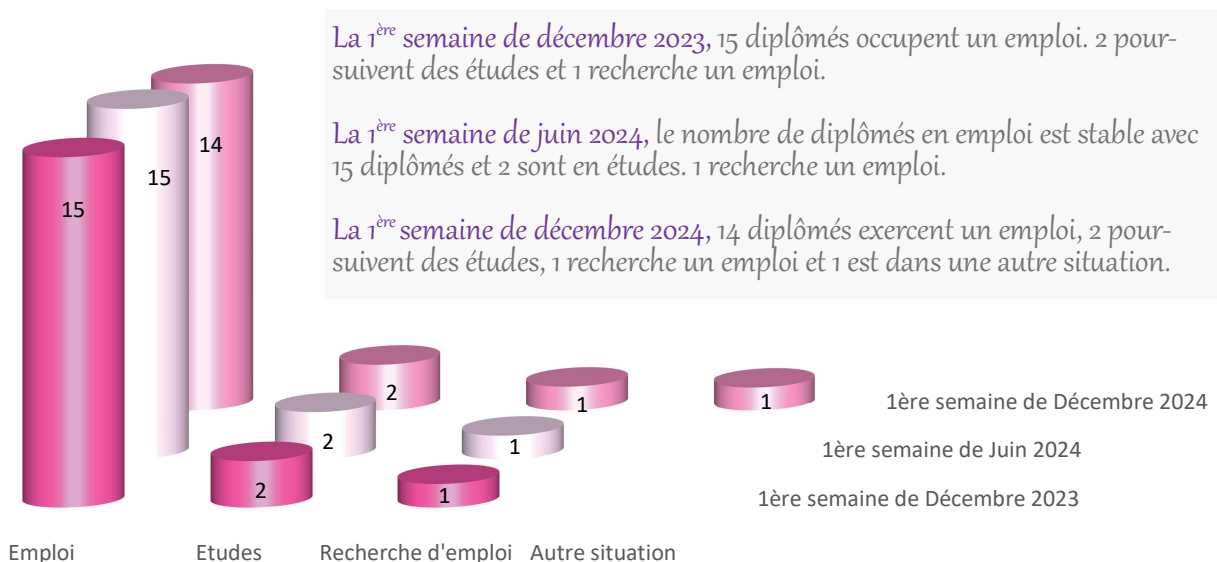 La 1ère semaine de décembre 2023, 15 diplômés occupent un emploi. 2 pour-
suivent des études et 1 recherche un emploi.
La 1ère semaine de juin 2024, le nombre de diplômés en emploi est stable avec
15 diplômés et 2 sont en études. 1 recherche un emploi.
La 1ère semaine de décembre 2024, 14 diplômés exercent un emploi, 2 pour-
suivent des études, 1 recherche un emploi et 1 est dans une autre situation.
14
15
15
2
1
1
1ère semaine de Décembre 2024
2
1
1ère semaine de Juin 2024
2
1
1ère semaine de Décembre 2023
Emploi
Etudes
Recherche d'emploi
Autre situation